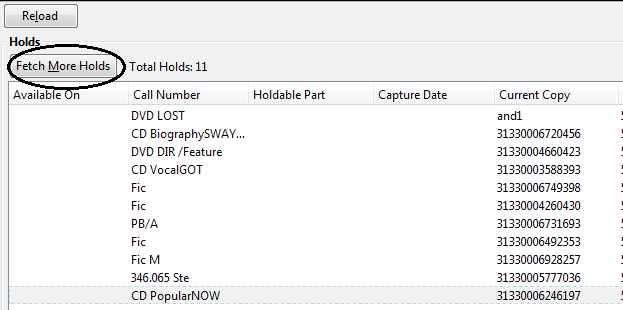 Reload
Holds
Fetch More Holds Total Holds: 11
Available On Call Number Holdable Part Capture Date Current Copy
DVD LOST and1
CD BiographySWAY... 31330006720456
DVD DIR /Feature 31330004660423
CD VocalGOT 31330003588393
Fic 31330006749398
Fic 31330004260430
PB/A 31330006731693
Fic 31330006492353
Fic M 31330006928257
346.065 Ste 31330005777036
CD PopularNOW 31330006246197